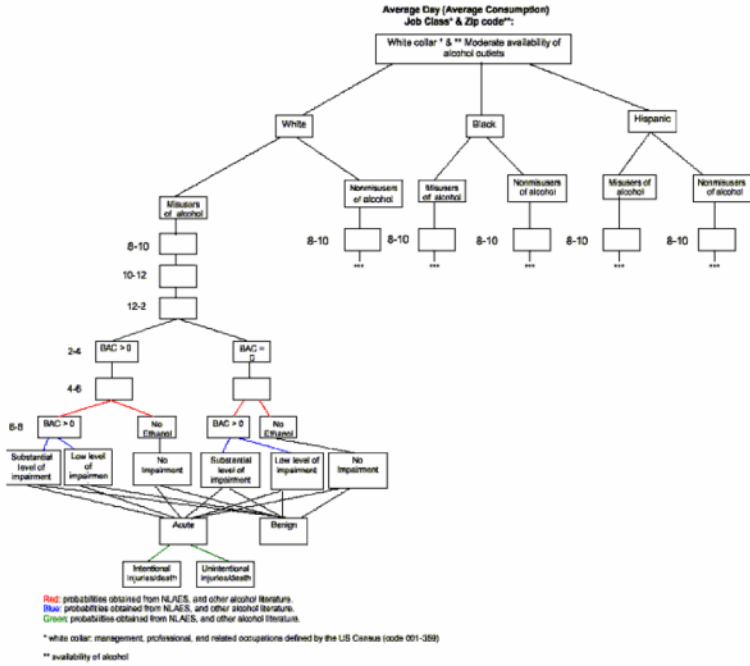 Average Day (Average Consumption)
Job Class* & Zip code**:
White collar * & ** Moderate availability of
alcohol outlets
White
Black
Hispanic
Misusers
of alcohol
Nonmisusers
of alcohol
Misusers
of alcohol
Nonmisusers
of alcohol
Misusers of
alcohol
Nonmisusers
of alcohol
8-10
8-10
8-10
8-10
8-10
8-10
***
***
***
***
***
10-12
12-2
2-4
BAC > 0
BAC =
0
4-6
6-8
BAC > 0
No
Ethanol
BAC > 0
No
Ethanol
Substantial
level of
impairment
Low level
of
impairmen
No
Impairment
Substantial
level of
impairment
Low level of
impairment
No
Impairment
Acute
Benign
Intentional
injuries/death
Unintentional
injuries/death
Red: probabilities obtained from NLAES, and other alcohol literature.
Blue: probabilities obtained from NLAES, and other alcohol literature.
Green: probabilities obtained from NLAES, and other alcohol literature.
* white collar: management, professional, and related occupations defined by the US Census (code 001-359)
** availability of alcohol